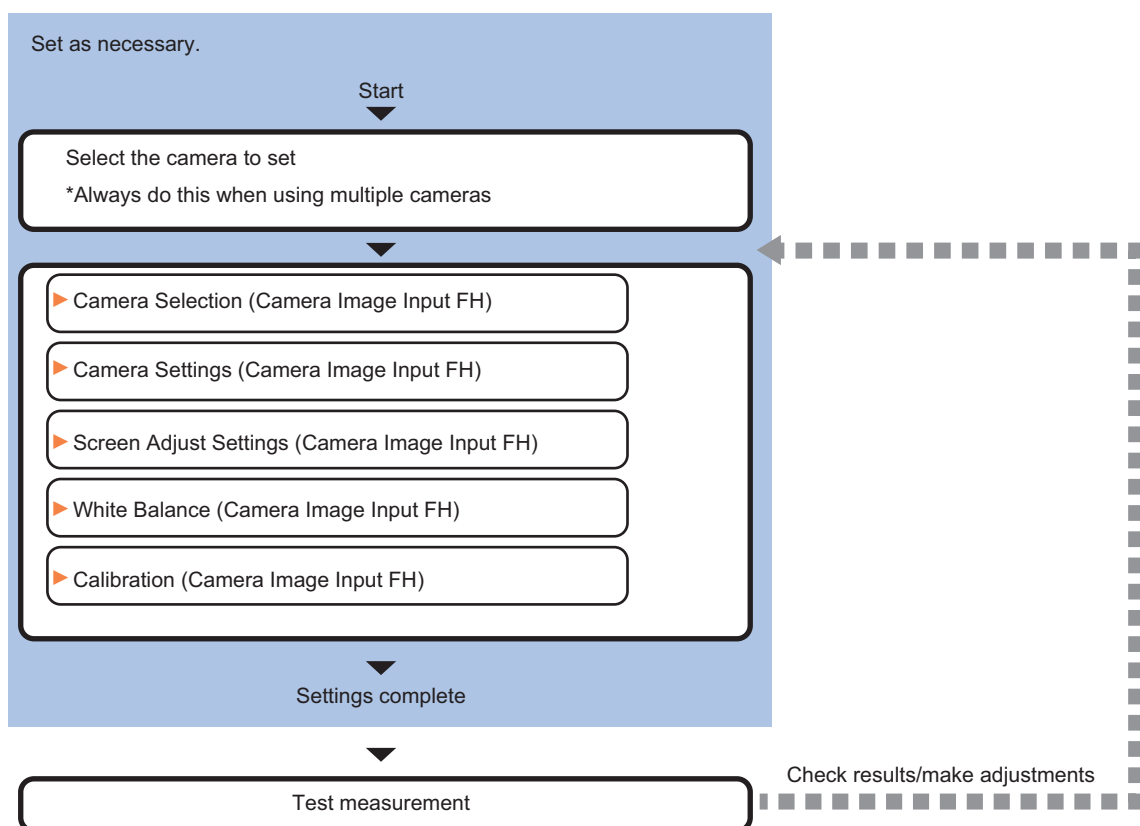 Set as necessary.
Start
Select the camera to set
*Always do this when using multiple cameras
Camera Selection (Camera Image Input FH)
Camera Settings (Camera Image Input FH)
Screen Adjust Settings (Camera Image Input FH)
White Balance (Camera Image Input FH)
Calibration (Camera Image Input FH)
Settings complete
Check results/make adjustments
Test measurement